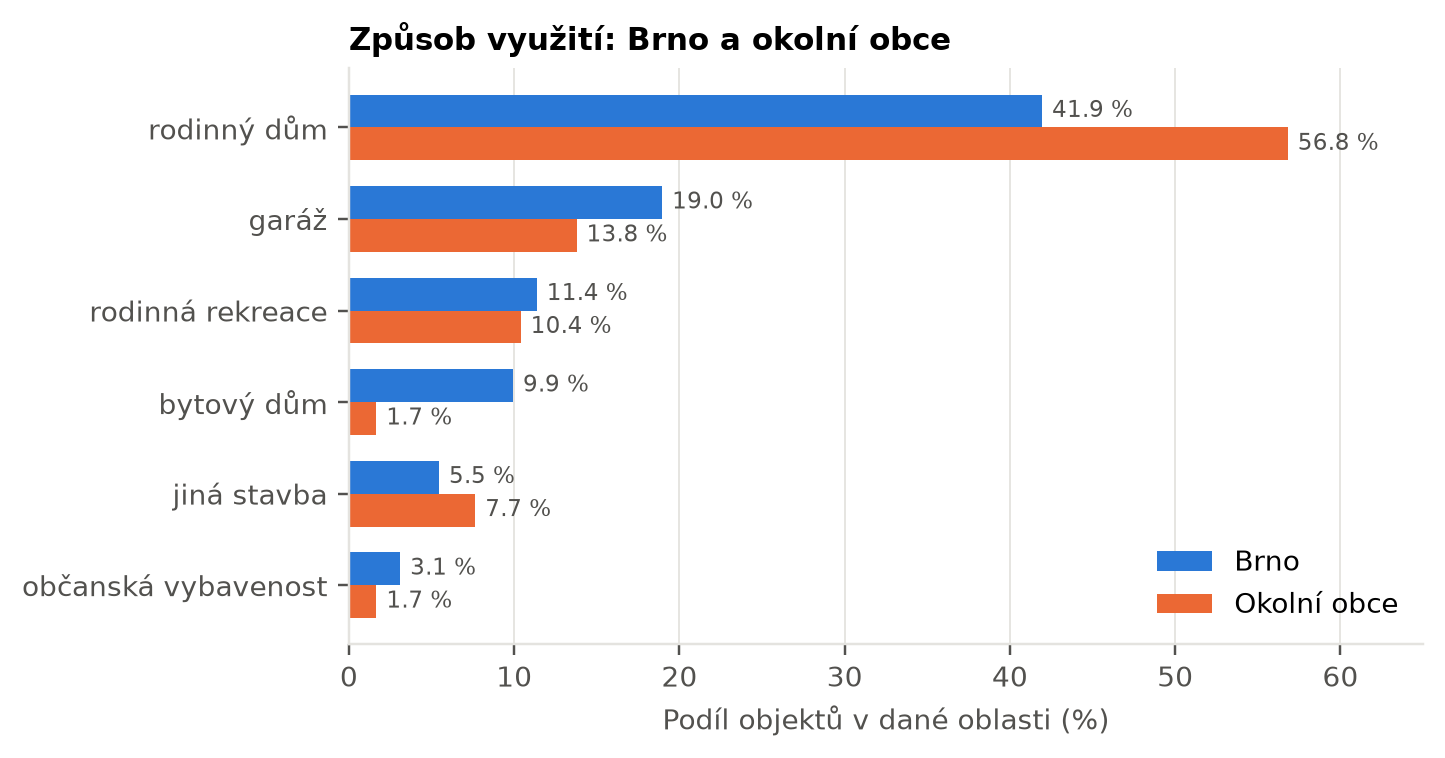 Způsob využití: Brno a okolní obce
rodinný dům
41.9 %
56.8 %
garáž
19.0 %
13.8 %
rodinná rekreace
11.4 %
10.4 %
bytový dům
9.9 %
1.7 %
jiná stavba
5.5 %
7.7 %
občanská vybavenost
3.1 %
1.7 %
Brno
Okolní obce
0 10 20 30 40 50 60
Podíl objektů v dané oblasti (%)